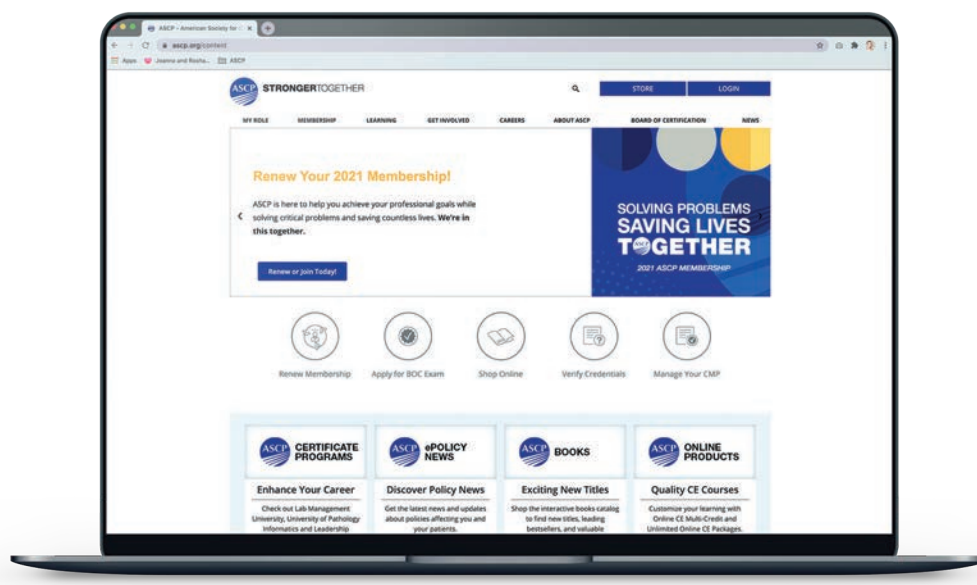 ASCP - American Society for C
ascp.org/content
Apps
Joanna and Rosha...
ASCP
ASCP STRONGERTOGETHER
STORE
LOGIN
MY ROLE
MEMBERSHIP
LEARNING
GET INVOLVED
CAREERS
ABOUT ASCP
BOARD OF CERTIFICATION
NEWS
Renew Your 2021 Membership!
ASCP is here to help you achieve your professional goals while
solving critical problems and saving countless lives. We're in
this together.
Renew or Join Today!
SOLVING PROBLEMS
SAVING LIVES
TOGETHER
2021 ASCP MEMBERSHIP
Renew Membership
Apply for BOC Exam
Shop Online
Verify Credentials
Manage Your CMP
ASCP CERTIFICATE
PROGRAMS
Enhance Your Career
Check out Lab Management
University, University of Pathology
Informatics and Leadership
ASCP ePOLICY
NEWS
Discover Policy News
Get the latest news and updates
about policies affecting you and
your patients.
ASCP BOOKS
Exciting New Titles
Shop the interactive books catalog
to find new titles, leading
bestsellers, and valuable
ASCP ONLINE
PRODUCTS
Quality CE Courses
Customize your learning with
Online CE Multi-Credit and
Unlimited Online CE Packages.